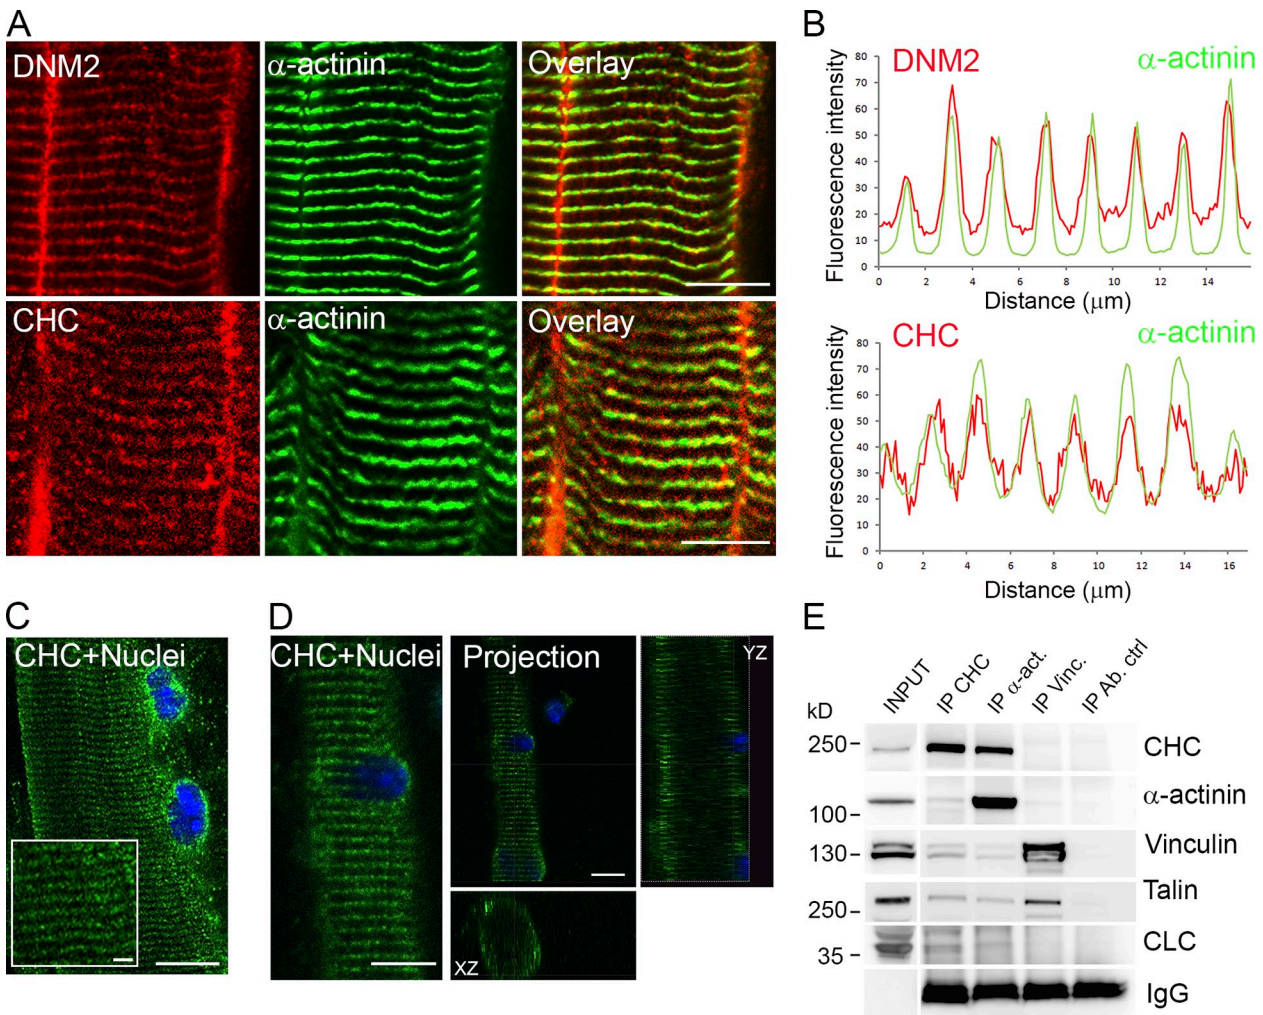 A
DNM2
α-actinin
Overlay
CHC
α-actinin
Overlay
B
DNM2
α-actinin
Fluorescence intensity
80
70
60
50
40
30
20
10
0
0 2 4 6 8 10 12 14
Distance (μm)
CHC
α-actinin
Fluorescence intensity
80
70
60
50
40
30
20
10
0
0 2 4 6 8 10 12 14 16
Distance (μm)
C
CHC+Nuclei
D
CHC+Nuclei
Projection
YZ
XZ
E
kD
INPUT
IP CHC
IP α-act.
IP Vinc.
IP Ab. ctrl
250
CHC
α-actinin
100
Vinculin
130
Talin
250
CLC
35
IgG